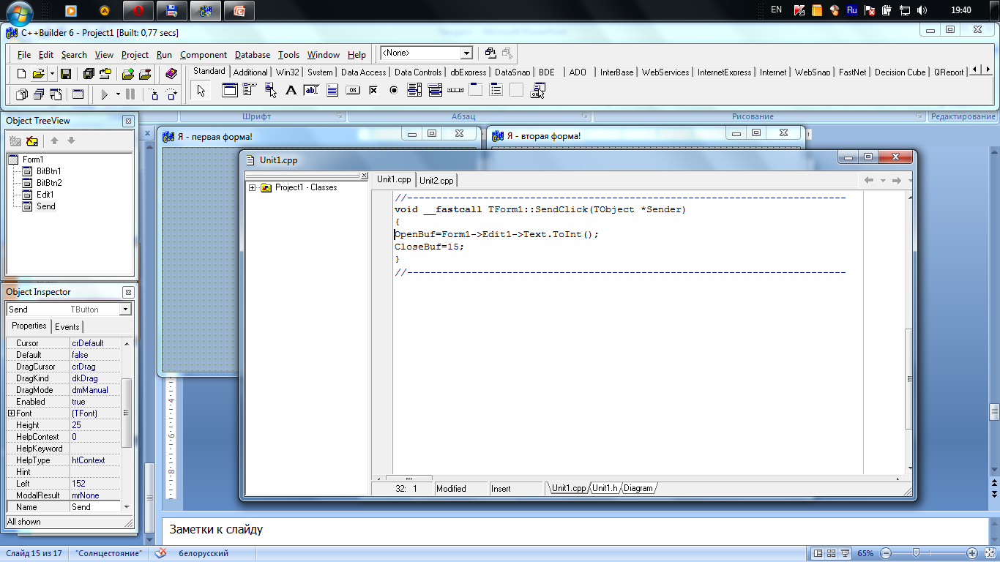 EN Ru 19:40
C++Builder 6 - Project1 [Built: 0,77 secs]
File Edit Search View Project Run Component Database Tools Window Help <None>
Standard Additional Win32 System Data Access Data Controls dbExpress DataSnap BDE ADO InterBase WebServices InternetExpress Internet WebSnap FastNet Decision Cube QReport
Шрифт Абзац Рисование Редактирование
Object TreeView
Form1
BitBtn1
BitBtn2
Edit1
Send
Я - первая форма!
Я - вторая форма!
Unit1.cpp
Project1 - Classes
Unit1.cpp Unit2.cpp
//---------------------------------------------------------------------------
void __fastcall TForm1::SendClick(TObject *Sender)
{
OpenBuf=Form1->Edit1->Text.ToInt();
CloseBuf=15;
}
//---------------------------------------------------------------------------
32: 1 Modified Insert Unit1.cpp Unit1.h Diagram
Object Inspector
Send TButton
Properties Events
Cursor crDefault
Default false
DragCursor crDrag
DragKind dkDrag
DragMode dmManual
Enabled true
Font (TFont)
Height 25
HelpContext 0
HelpKeyword
HelpType htContext
Hint
Left 152
ModalResult mrNone
Name Send
All shown
4
6
8
Заметки к слайду
Слайд 15 из 17 "Солнцестояние" белорусский 65%